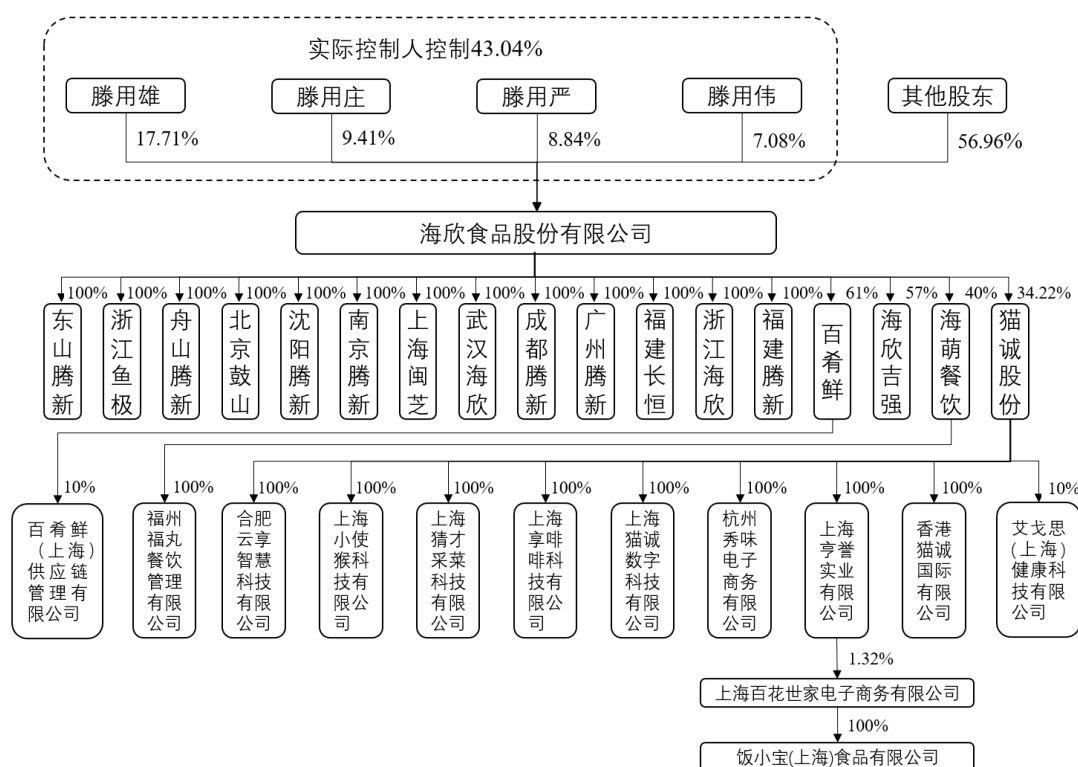 实际控制人控制43.04%
滕用雄
滕用庄
滕用严
滕用伟
其他股东
17.71%
9.41%
8.84%
7.08%
56.96%
海欣食品股份有限公司
100%
100%
100%
100%
100%
100%
100%
100%
100%
100%
100%
100%
100%
61%
57%
40%
34.22%
东山腾新
浙江鱼极
舟山腾新
北京鼓山
沈阳腾新
南京腾新
上海闽芝
武汉海欣
成都腾新
广州腾新
福建长恒
浙江海欣
福建腾新
百肴鲜
海欣吉强
海萌餐饮
猫诚股份
10%
100%
100%
100%
100%
100%
100%
100%
100%
100%
10%
百肴鲜
（上海）
供应链
管理有
限公司
福州
福丸
餐饮
管理
有限
公司
合肥
云享
智慧
科技
有限
公司
上海
小使
猴科
技有
限公
司
上海
猜才
采菜
科技
有限
公司
上海
享啡
啡科
技有
限公
司
上海
猫诚
数字
科技
有限
公司
杭州
秀味
电子
商务
有限
公司
上海
亨誉
实业
有限
公司
香港
猫诚
国际
有限
公司
艾戈思
(上海)
健康科
技有限
公司
1.32%
上海百花世家电子商务有限公司
100%
饭小宝(上海)食品有限公司